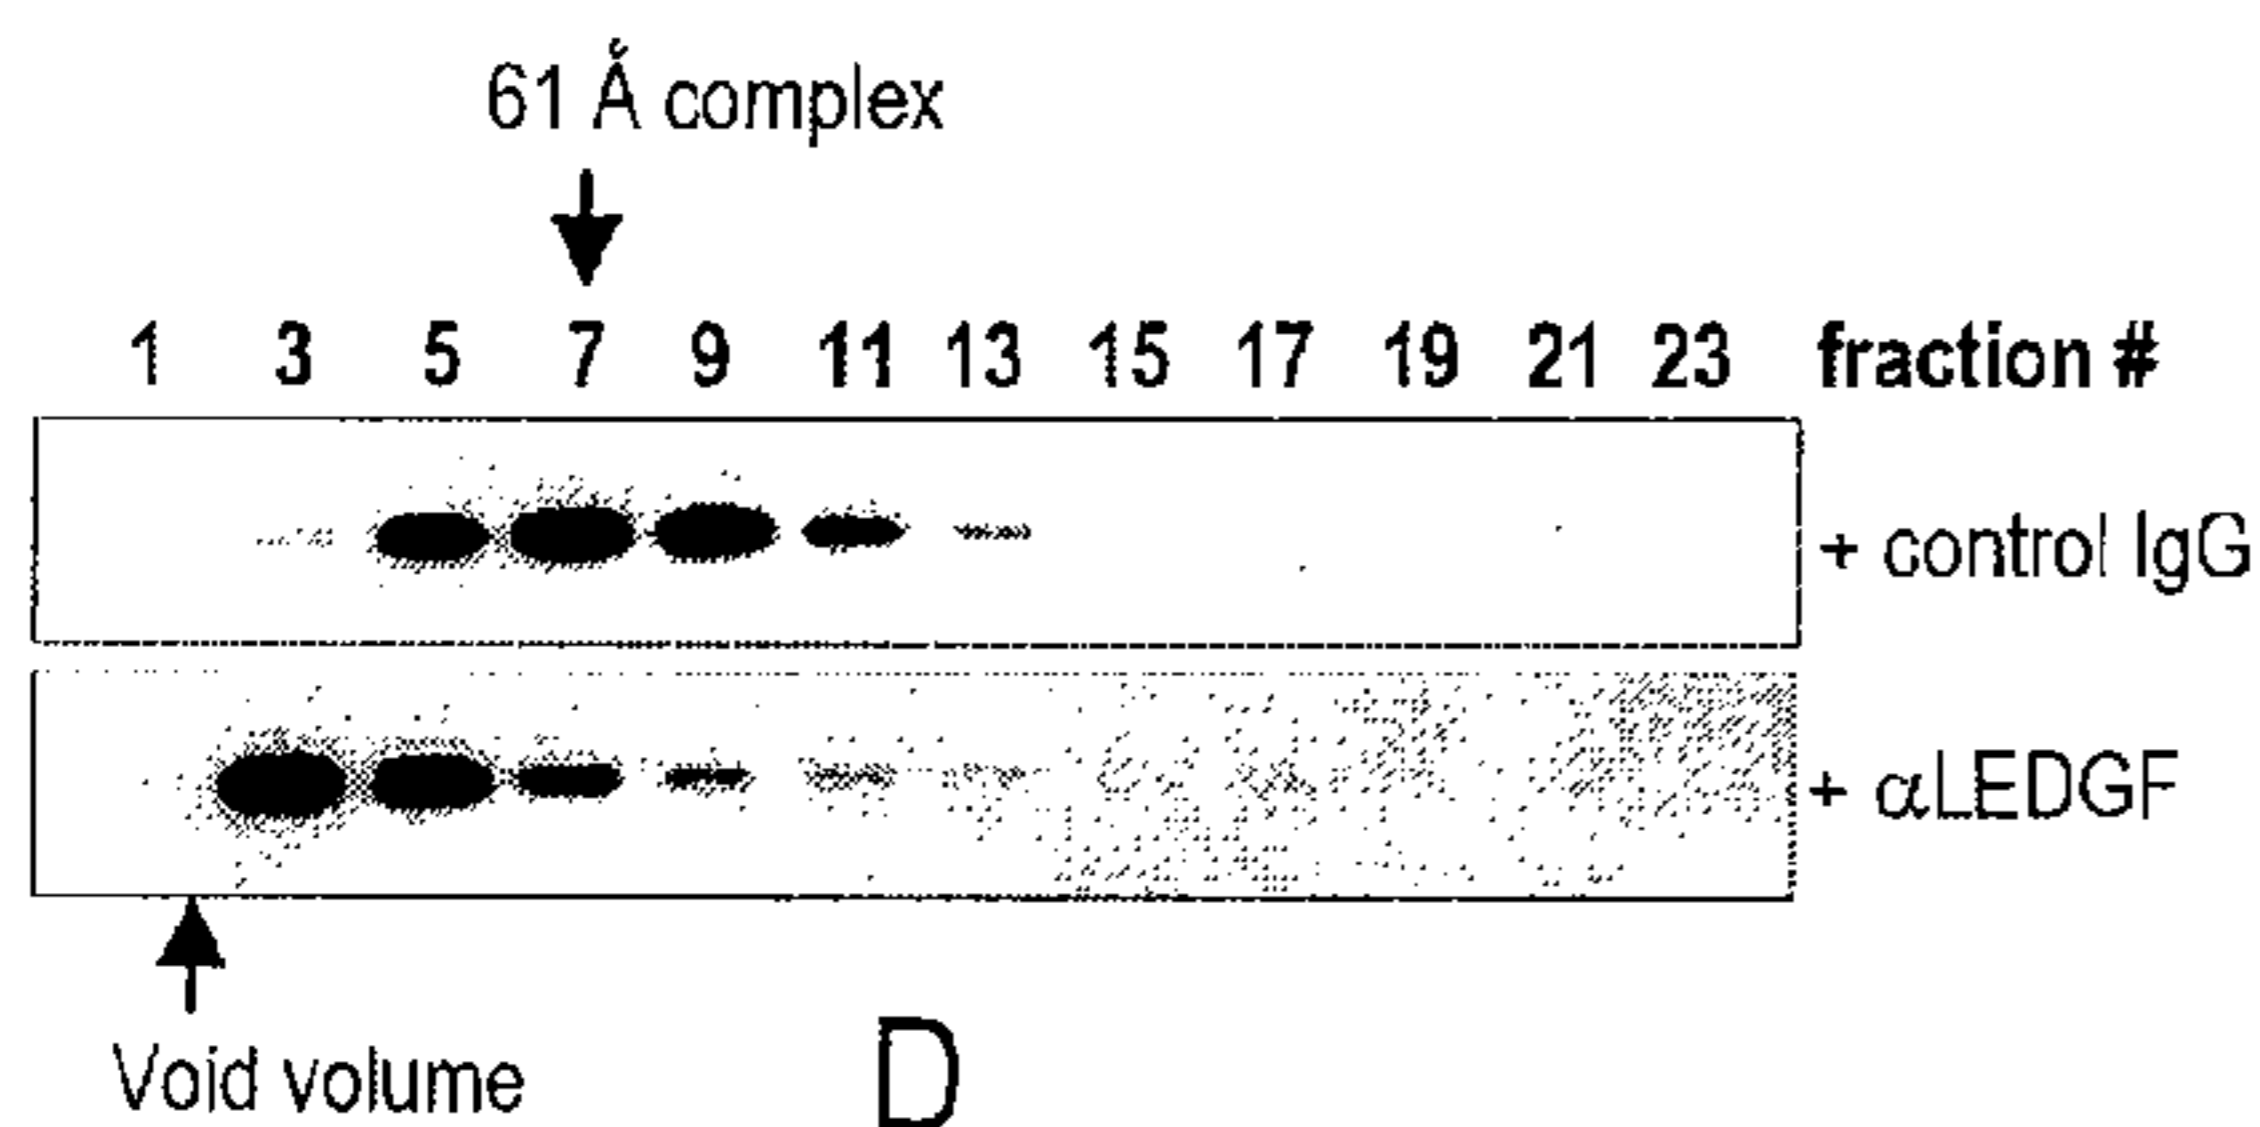 61 Å complex
1 3 5 7 9 11 13 15 17 19 21 23 fraction #
+ control IgG
+ αLEDGF
Void volume
D